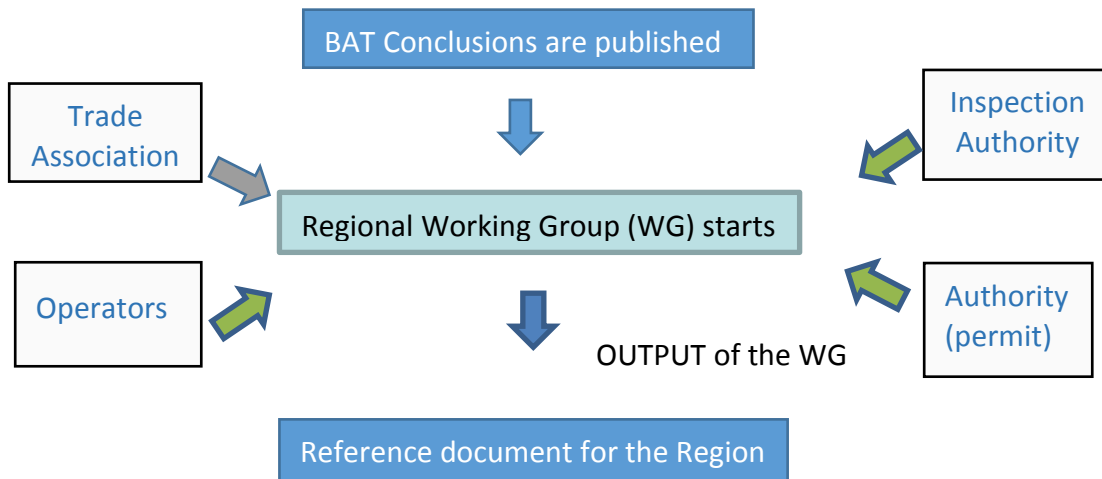 BAT Conclusions are published
Trade
Association
Inspection
Authority
Regional Working Group (WG) starts
Operators
Authority
(permit)
OUTPUT of the WG
Reference document for the Region